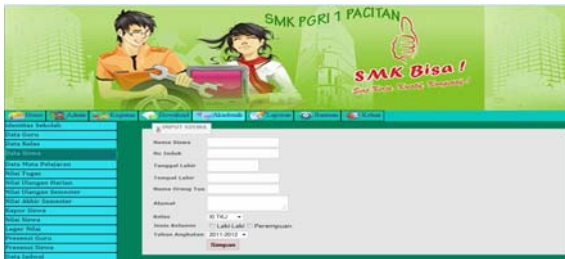 SMK PGRI 1 PACITAN
SMK Bisa !
Identitas Sekolah
Data Guru
Data Kelas
Data Siswa
Data Mata Pelajaran
Nilai Tugas
Nilai Ulangan Harian
Nilai Ulangan Semester
Nilai Akhir Semester
Rapor Siswa
Nilai Siswa
Leger Nilai
Presensi Guru
Presensi Siswa
Data Jadwal
Nama Siswa
No Induk
Tanggal Lahir
Tempat Lahir
Nama Orang Tua
Alamat
Kelas XI TKJ
Jenis Kelamin Laki Laki Perempuan
Tahun Angkatan 2011-2012
Simpan